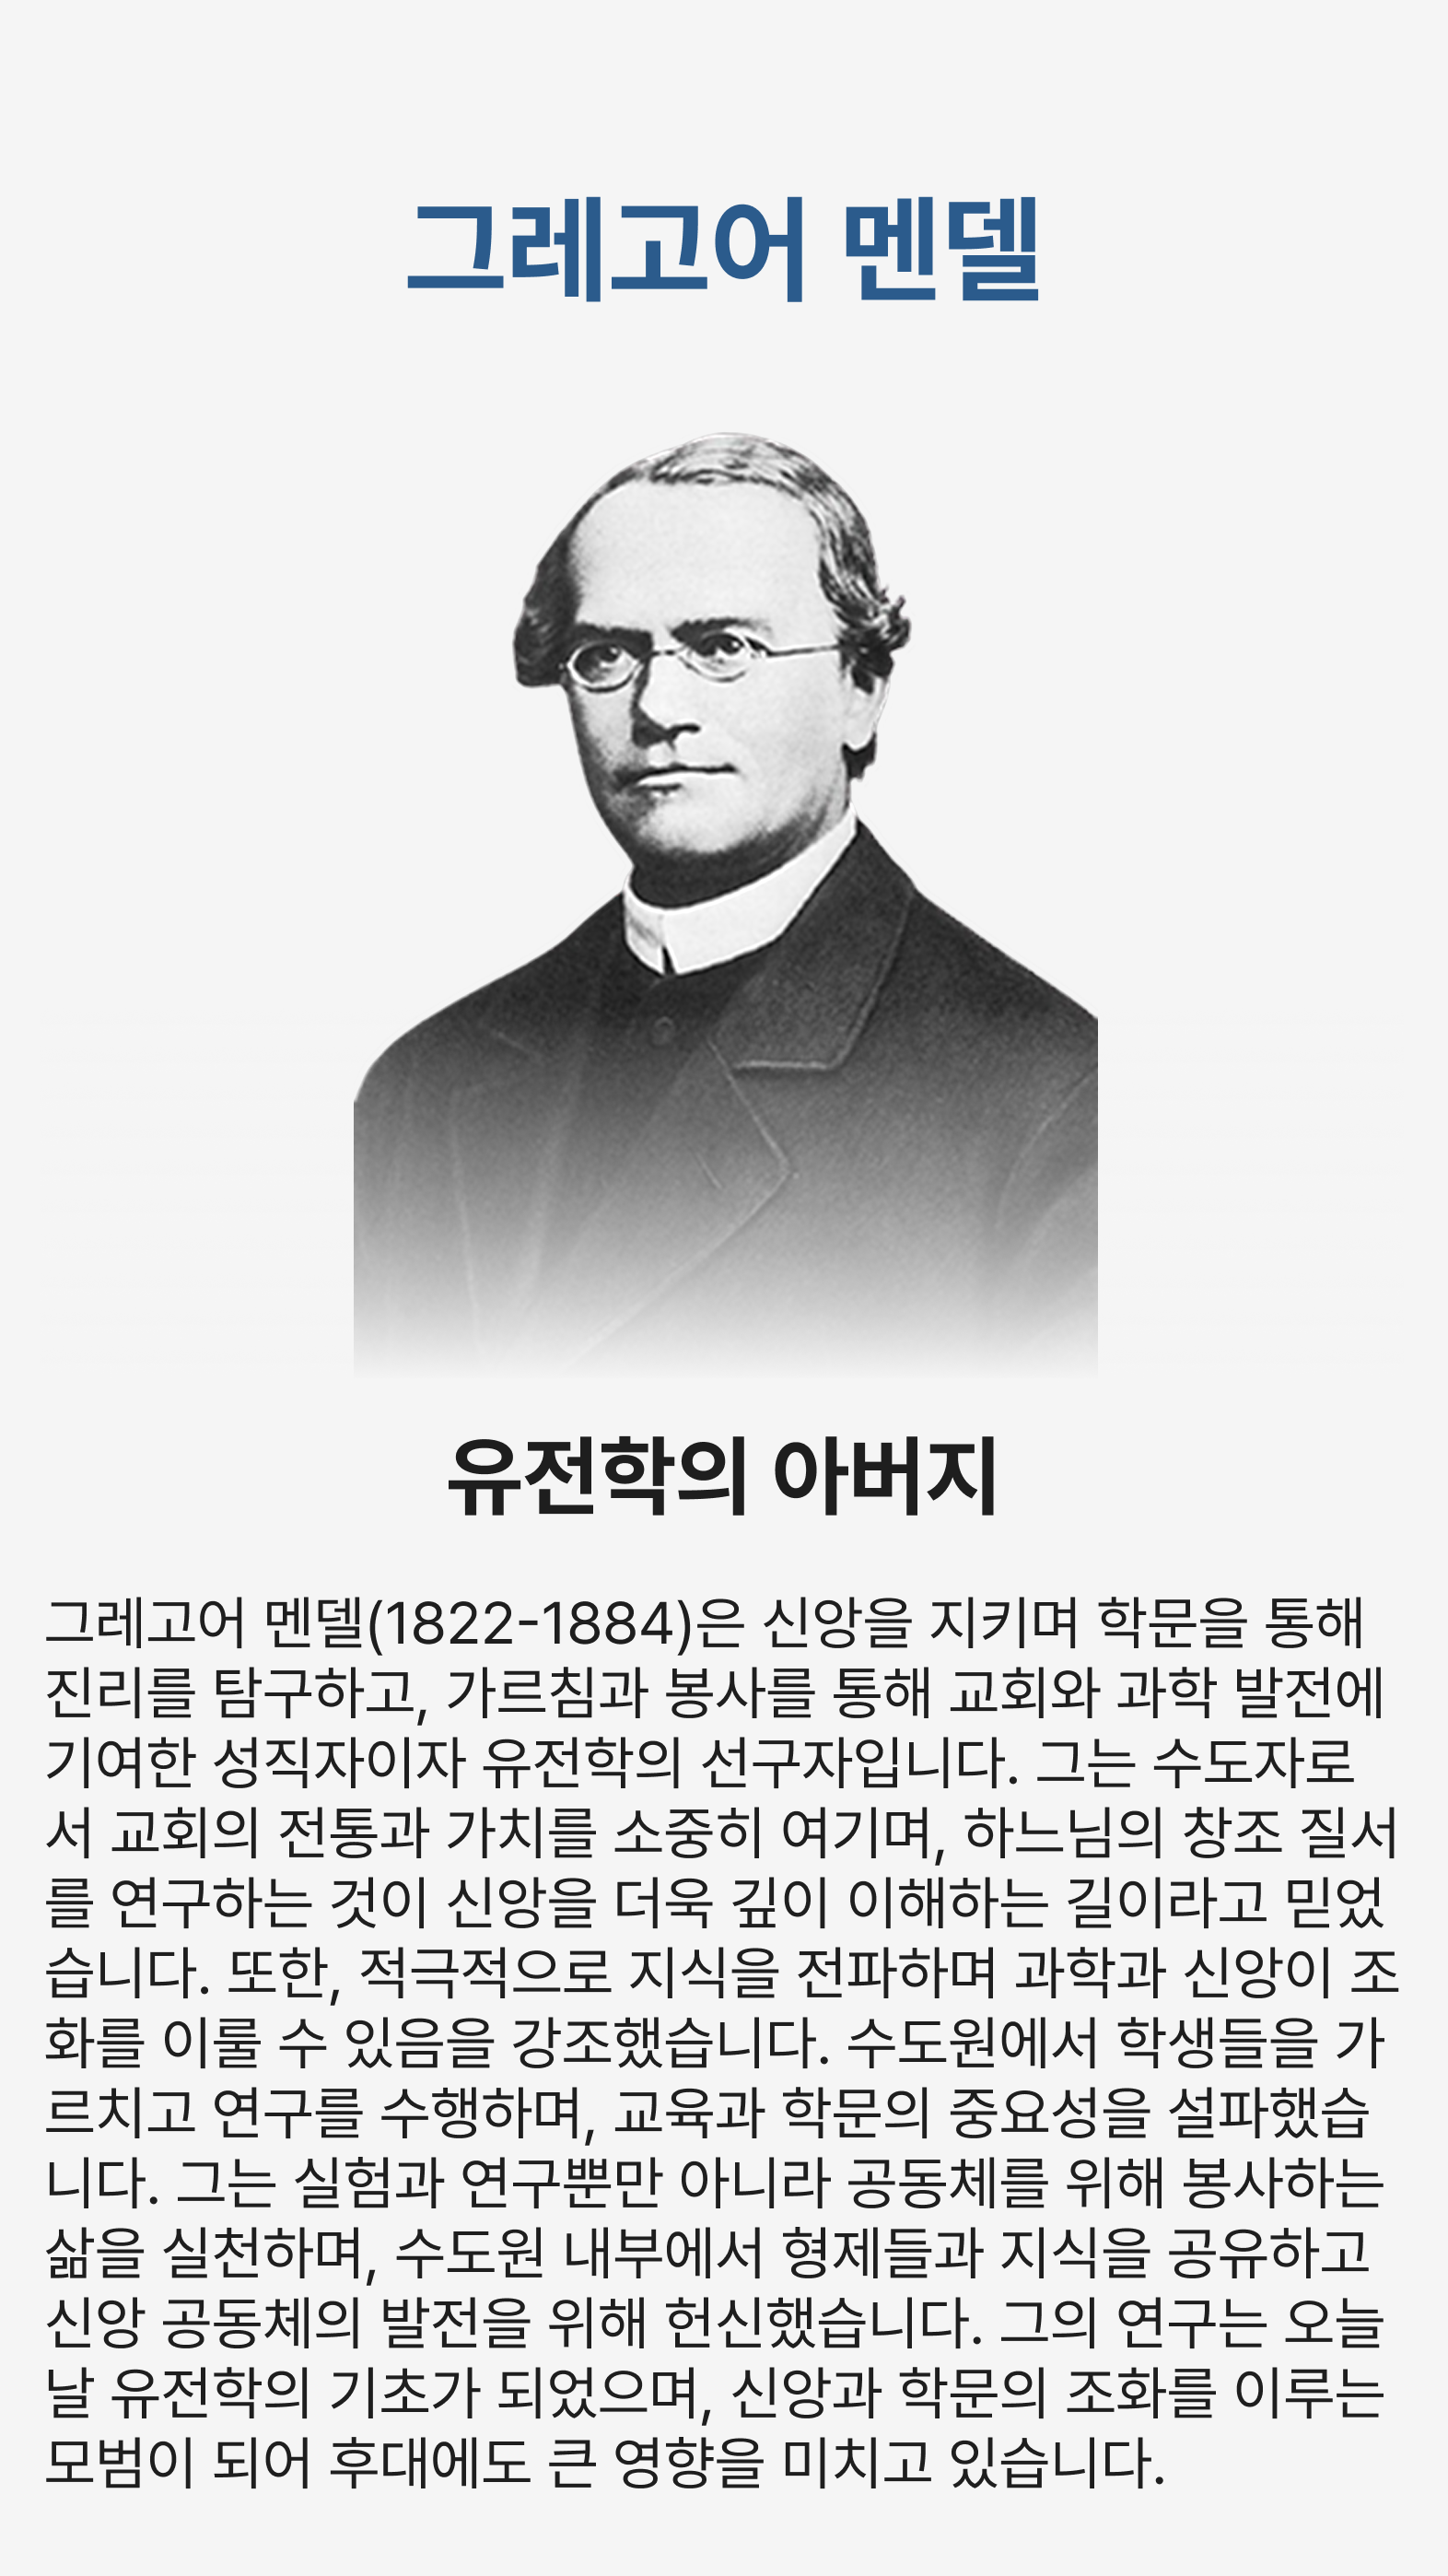 그레고어 멘델
유전학의 아버지
그레고어 멘델(1822-1884)은 신앙을 지키며 학문을 통해
진리를 탐구하고, 가르침과 봉사를 통해 교회와 과학 발전에
기여한 성직자이자 유전학의 선구자입니다. 그는 수도자로
서 교회의 전통과 가치를 소중히 여기며, 하느님의 창조 질서
를 연구하는 것이 신앙을 더욱 깊이 이해하는 길이라고 믿었
습니다. 또한, 적극적으로 지식을 전파하며 과학과 신앙이 조
화를 이룰 수 있음을 강조했습니다. 수도원에서 학생들을 가
르치고 연구를 수행하며, 교육과 학문의 중요성을 설파했습
니다. 그는 실험과 연구뿐만 아니라 공동체를 위해 봉사하는
삶을 실천하며, 수도원 내부에서 형제들과 지식을 공유하고
신앙 공동체의 발전을 위해 헌신했습니다. 그의 연구는 오늘
날 유전학의 기초가 되었으며, 신앙과 학문의 조화를 이루는
모범이 되어 후대에도 큰 영향을 미치고 있습니다.